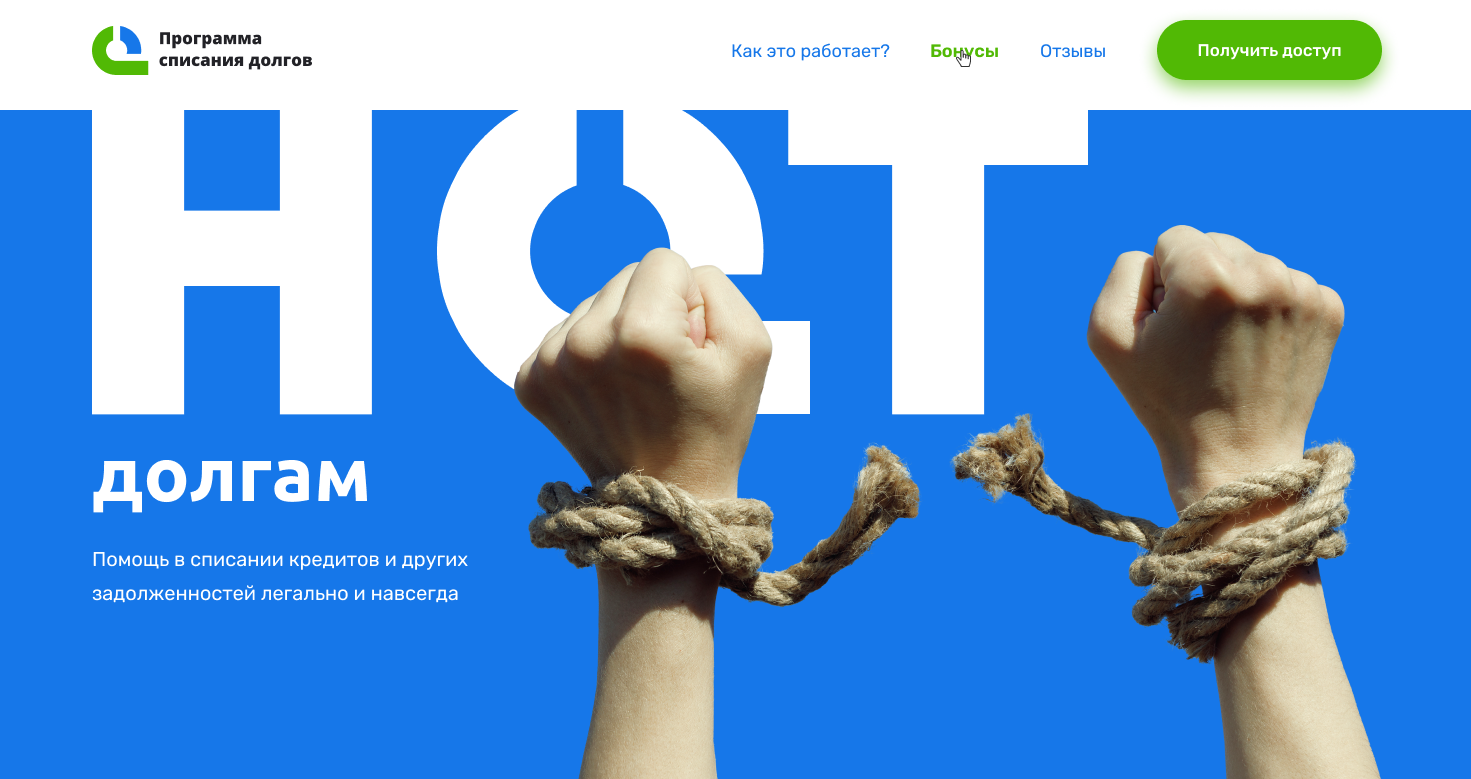 Программа
списания долгов
Как это работает? Бонусы Отзывы Получить доступ
нет
долгам
Помощь в списании кредитов и других
задолженностей легально и навсегда